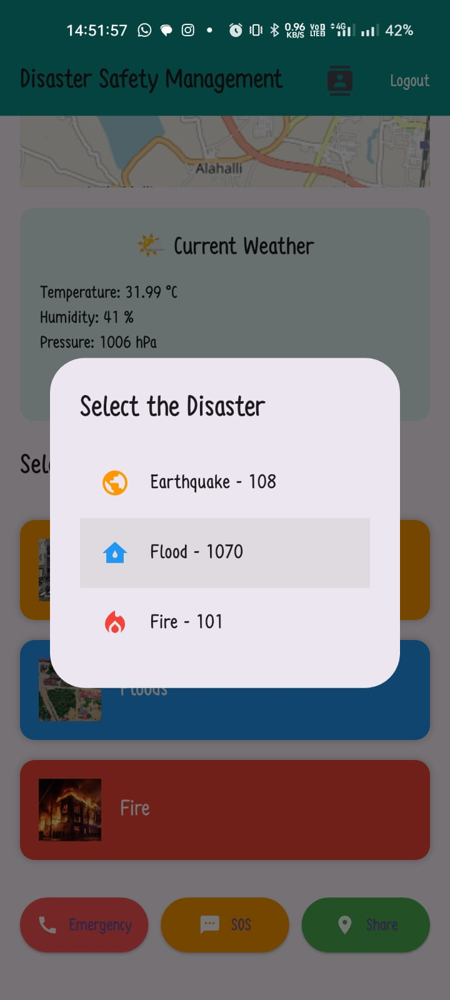 14:51:57 0.96 KB/S VoD LTE 4G 42%
Disaster Safety Management
Logout
Alahalli
Current Weather
Temperature: 31.99 °C
Humidity: 41 %
Pressure: 1006 hPa
Select the Disaster
Earthquake - 108
Flood - 1070
Fire - 101
Floods
Fire
Emergency
SOS
Share